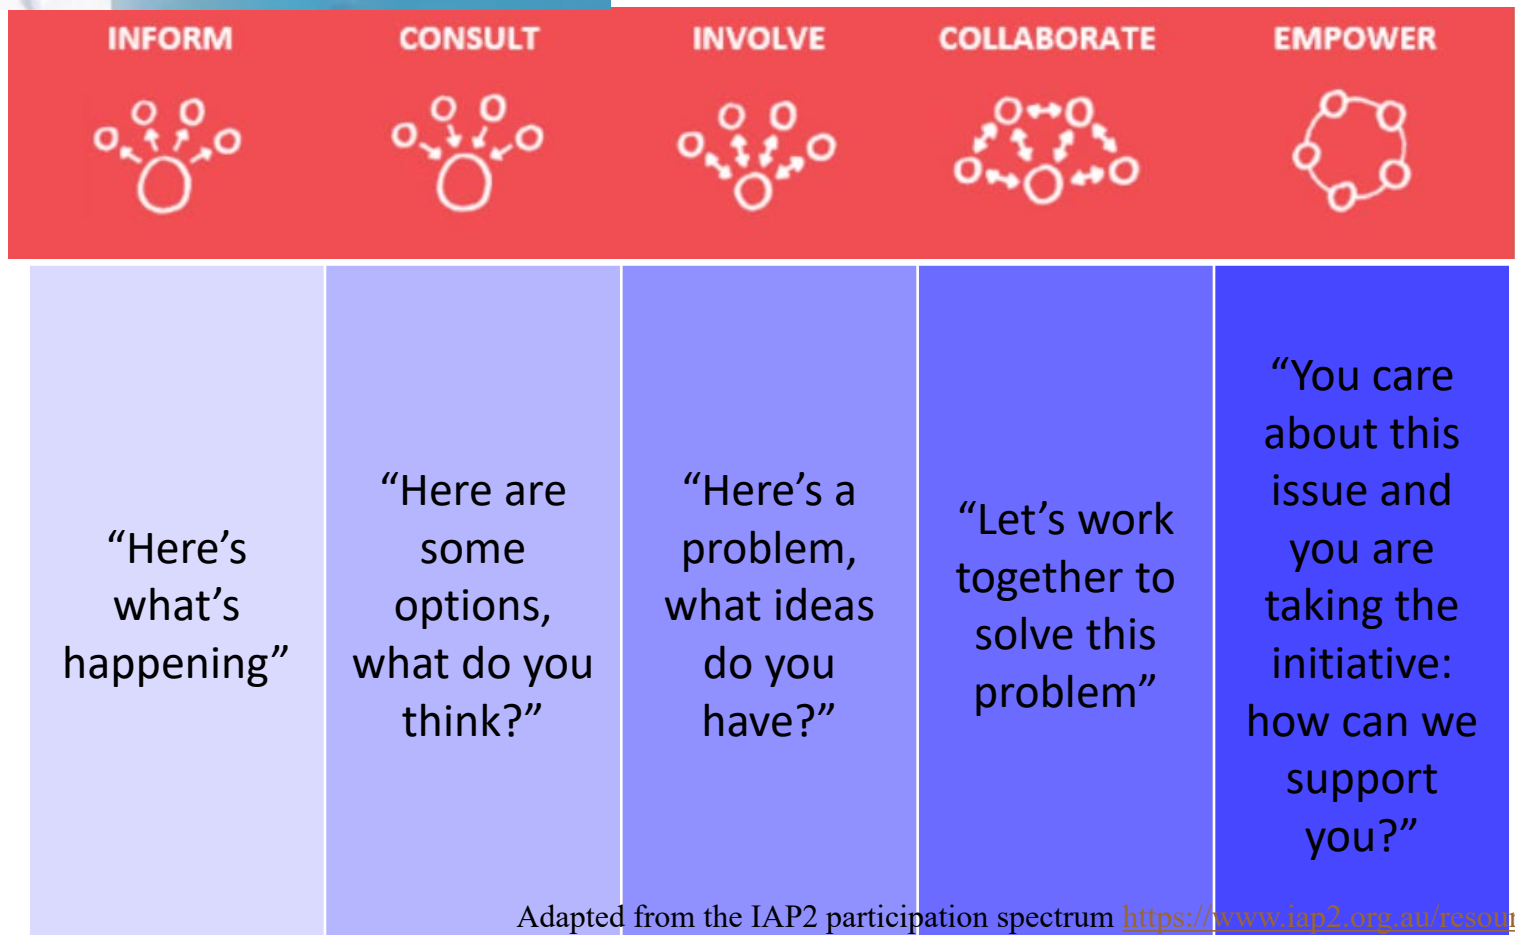 INFORM
CONSULT
INVOLVE
COLLABORATE
EMPOWER
“Here’s
what’s
happening”
“Here are
some
options,
what do you
think?”
“Here’s a
problem,
what ideas
do you
have?”
“Let’s work
together to
solve this
problem”
“You care
about this
issue and
you are
taking the
initiative:
how can we
support
you?”
Adapted from the IAP2 participation spectrum https://www.iap2.org.au/resour